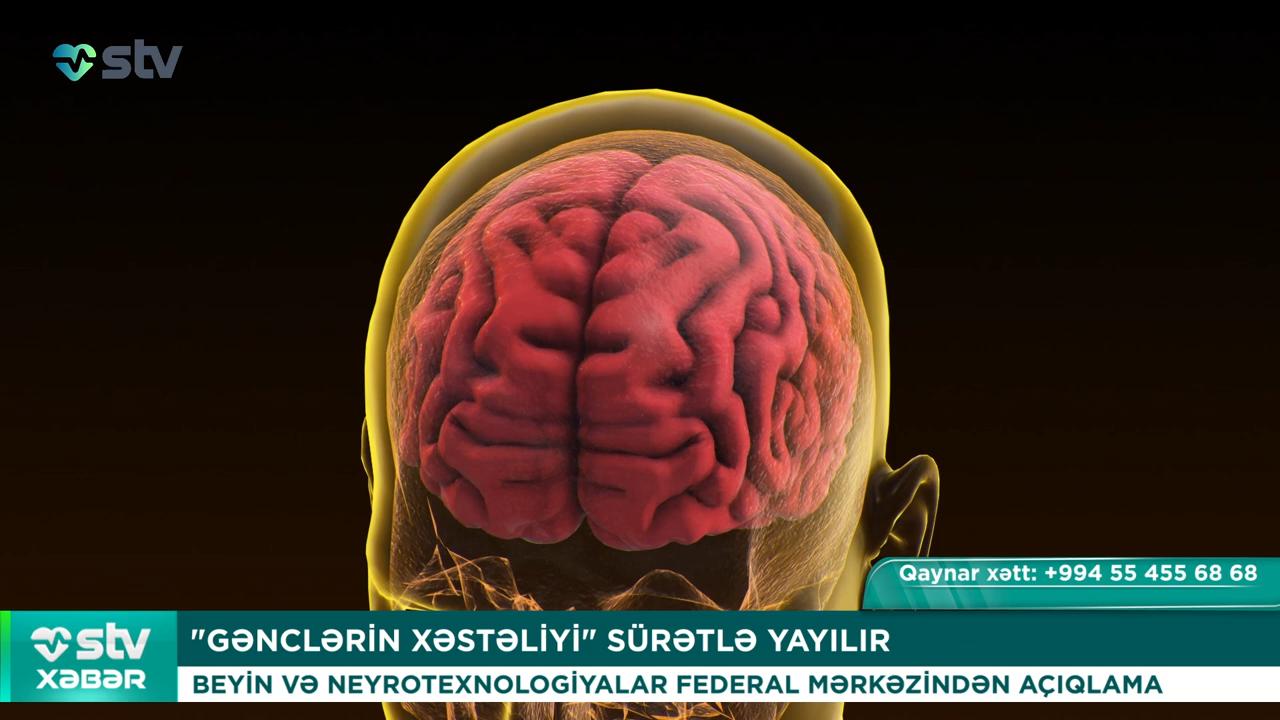 stv
Qaynar xətt: +994 55 455 68 68
stv
XƏBƏR
"GƏNCLƏRİN XƏSTƏLİYİ" SÜRƏTLƏ YAYILIR
BEYİN VƏ NEYROTEXNOLOGİYALAR FEDERAL MƏRKƏZİNDƏN AÇIQLAMA